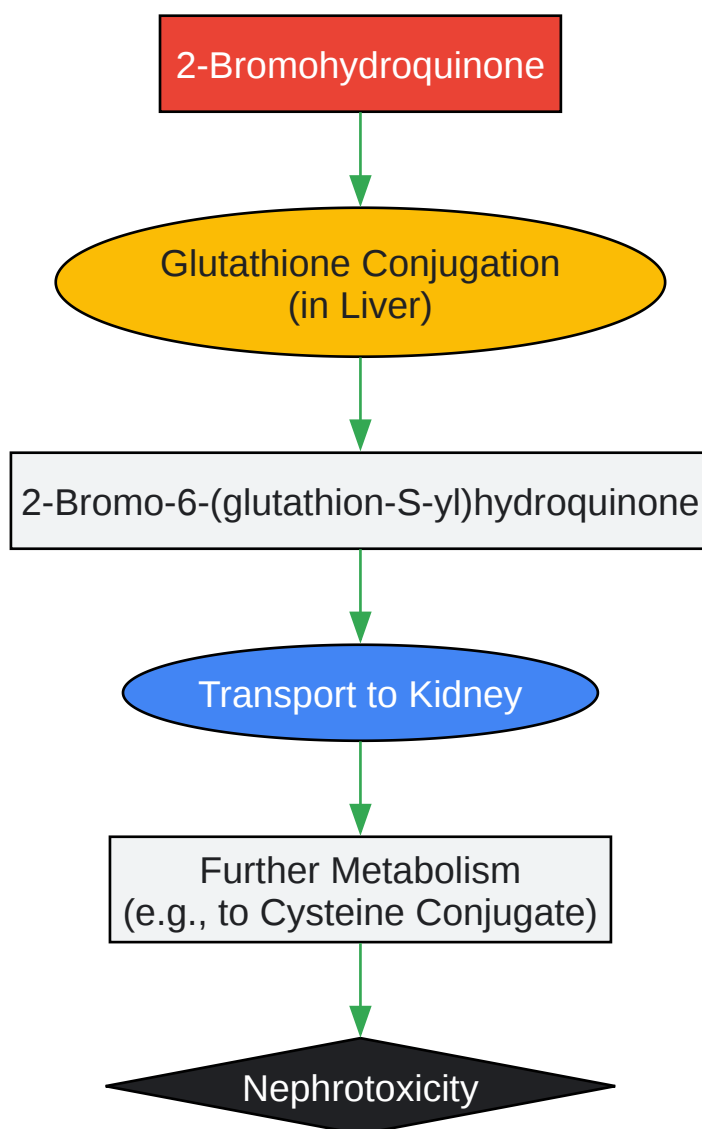 2-Bromohydroquinone
Glutathione Conjugation
(in Liver)
2-Bromo-6-(glutathion-S-yl)hydroquinone
Transport to Kidney
Further Metabolism
(e.g., to Cysteine Conjugate)
Nephrotoxicity